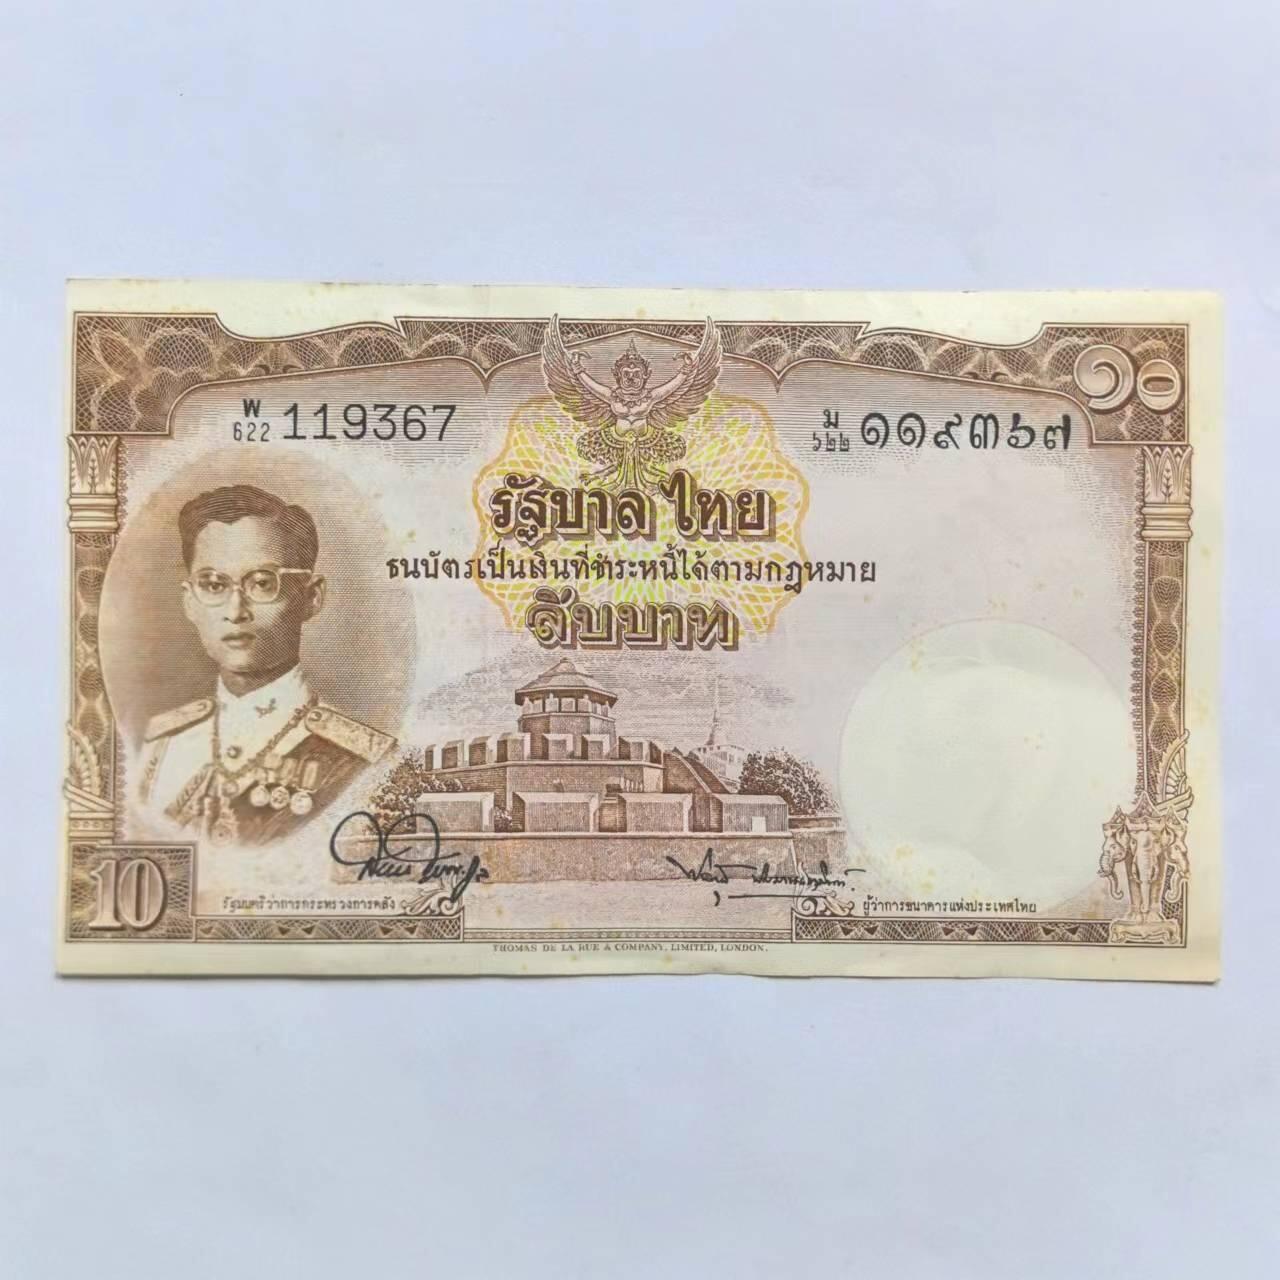 ๑๐
W
622 119367
ม
๖๒๒ ๑๑๙๓๖๗
รัฐบาลไทย
ธนบัตรเป็นเงินที่ชำระหนี้ได้ตามกฎหมาย
สิบบาท
10
รัฐมนตรีว่าการกระทรวงการคลัง
ผู้ว่าการธนาคารแห่งประเทศไทย
THOMAS DE LA RUE & COMPANY, LIMITED, LONDON.